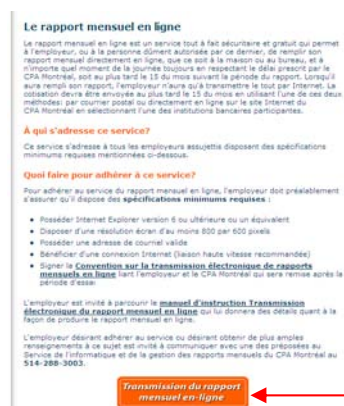 Le rapport mensuel en ligne
Le rapport mensuel en ligne est un service tout à fait sécuritaire et gratuit qui permet
à l'employeur, ou à la personne dûment autorisée par ce dernier, de remplir son
rapport mensuel directement en ligne, que ce soit à la maison ou au bureau, et à
n'importe quel moment de la journée toujours en respectant le délai prescrit par le
CPA Montréal, soit au plus tard le 15 du mois suivant la période du rapport. Lorsqu'il
aura rempli son rapport, l'employeur n'aura qu'à transmettre le tout par Internet. La
cotisation devra être envoyée au plus tard le 15 du mois en utilisant l'une de ces deux
méthodes: par courrier postal ou directement en ligne sur le site Internet du
CPA Montréal en sélectionnant l'une des institutions bancaires participantes.
À qui s'adresse ce service?
Ce service s'adresse à tous les employeurs assujettis disposant des spécifications
minimums requises mentionnées ci-dessous.
Quoi faire pour adhérer à ce service?
Pour adhérer au service du rapport mensuel en ligne, l'employeur doit préalablement
s'assurer qu'il dispose des spécifications minimums requises :
• Posséder Internet Explorer version 6 ou ultérieure ou un équivalent
• Disposer d'une résolution écran d'au moins 800 par 600 pixels
• Posséder une adresse de courriel valide
• Bénéficier d'une connexion Internet (liaison haute vitesse recommandée)
• Signer la Convention sur la transmission électronique de rapports
mensuels en ligne liant l'employeur et le CPA Montréal qui sera remise après la
période d'essai
L'employeur est invité à parcourir le manuel d'instruction Transmission
électronique du rapport mensuel en ligne qui lui donnera des détails quant à la
façon de produire le rapport mensuel en ligne.
L'employeur désirant adhérer au service ou désirant obtenir de plus amples
renseignements à ce sujet est invité à communiquer avec une des préposées au
Service de l'informatique et de la gestion des rapports mensuels du CPA Montréal au
514-288-3003.
Transmission du rapport
mensuel en-ligne